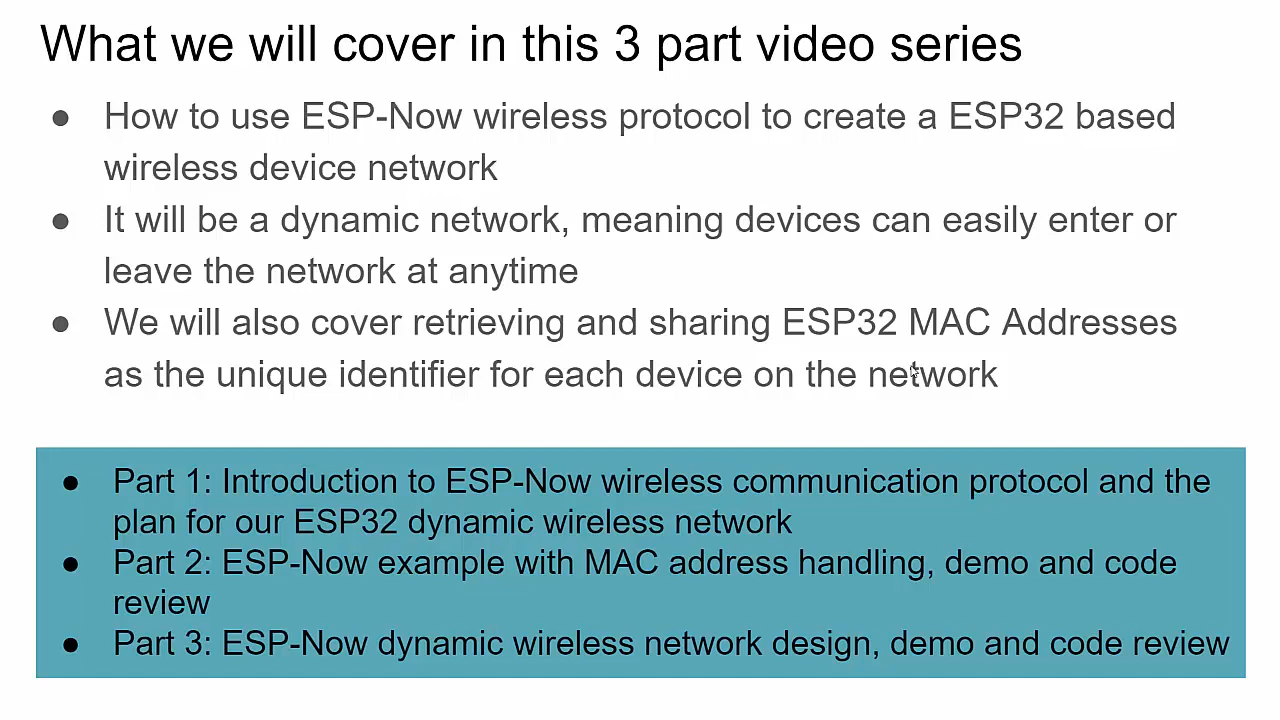 What we will cover in this 3 part video series
● How to use ESP-Now wireless protocol to create a ESP32 based
wireless device network
● It will be a dynamic network, meaning devices can easily enter or
leave the network at anytime
● We will also cover retrieving and sharing ESP32 MAC Addresses
as the unique identifier for each device on the network
● Part 1: Introduction to ESP-Now wireless communication protocol and the
plan for our ESP32 dynamic wireless network
● Part 2: ESP-Now example with MAC address handling, demo and code
review
● Part 3: ESP-Now dynamic wireless network design, demo and code review